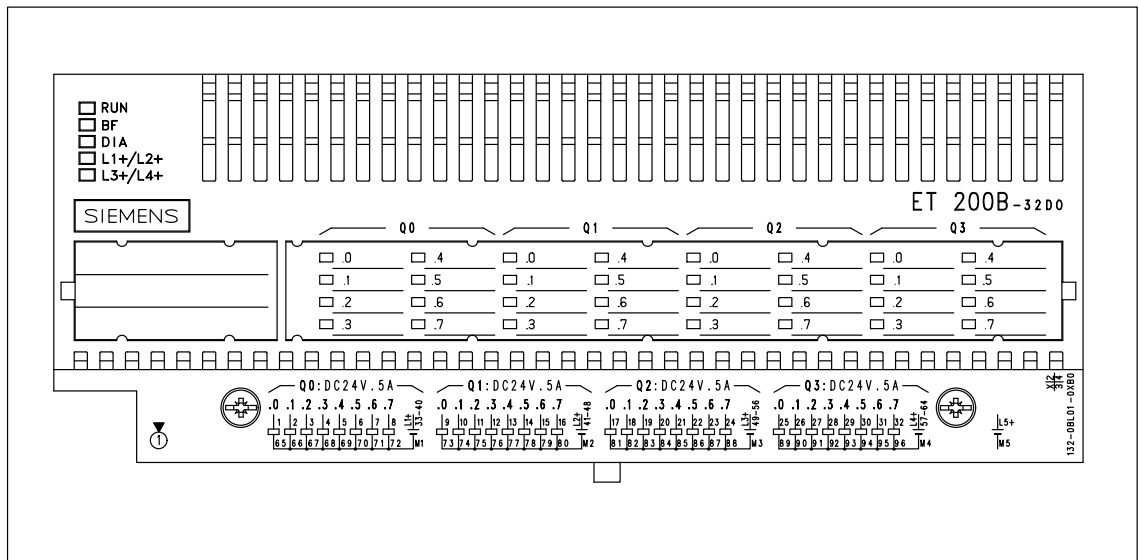 RUN
BF
DIA
L1+/L2+
L3+/L4+
SIEMENS
ET 200B-32DO
Q0 Q1 Q2 Q3
.0 .4 .0 .4 .0 .4 .0 .4
.1 .5 .1 .5 .1 .5 .1 .5
.2 .6 .2 .6 .2 .6 .2 .6
.3 .7 .3 .7 .3 .7 .3 .7
Q0:DC24V.5A Q1:DC24V.5A Q2:DC24V.5A Q3:DC24V.5A
.0 .1 .2 .3 .4 .5 .6 .7 .0 .1 .2 .3 .4 .5 .6 .7 .0 .1 .2 .3 .4 .5 .6 .7 .0 .1 .2 .3 .4 .5 .6 .7
1 2 3 4 5 6 7 8 L1+ 33-40 9 10 11 12 13 14 15 16 L2+ 41-48 17 18 19 20 21 22 23 24 L3+ 49-56 25 26 27 28 29 30 31 32 L4+ 57-64 L5+
65 66 67 68 69 70 71 72 M1 73 74 75 76 77 78 79 80 M2 81 82 83 84 85 86 87 88 M3 89 90 91 92 93 94 95 96 M4 M5
1
X 2
3 4
132-0BL01-0XB0